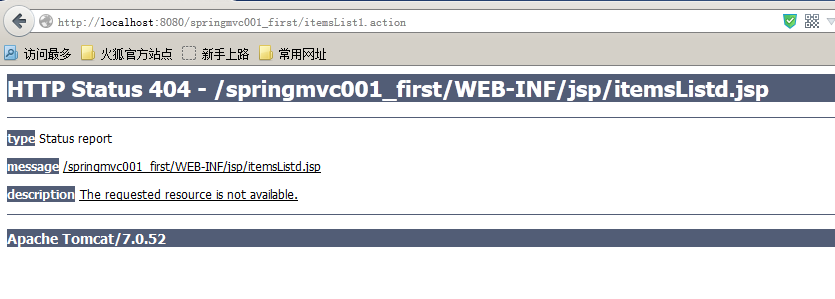 http://localhost:8080/springmvc001_first/itemsList1.action
访问最多 火狐官方站点 新手上路 常用网址
HTTP Status 404 - /springmvc001_first/WEB-INF/jsp/itemsListd.jsp
type Status report
message /springmvc001_first/WEB-INF/jsp/itemsListd.jsp
description The requested resource is not available.
Apache Tomcat/7.0.52